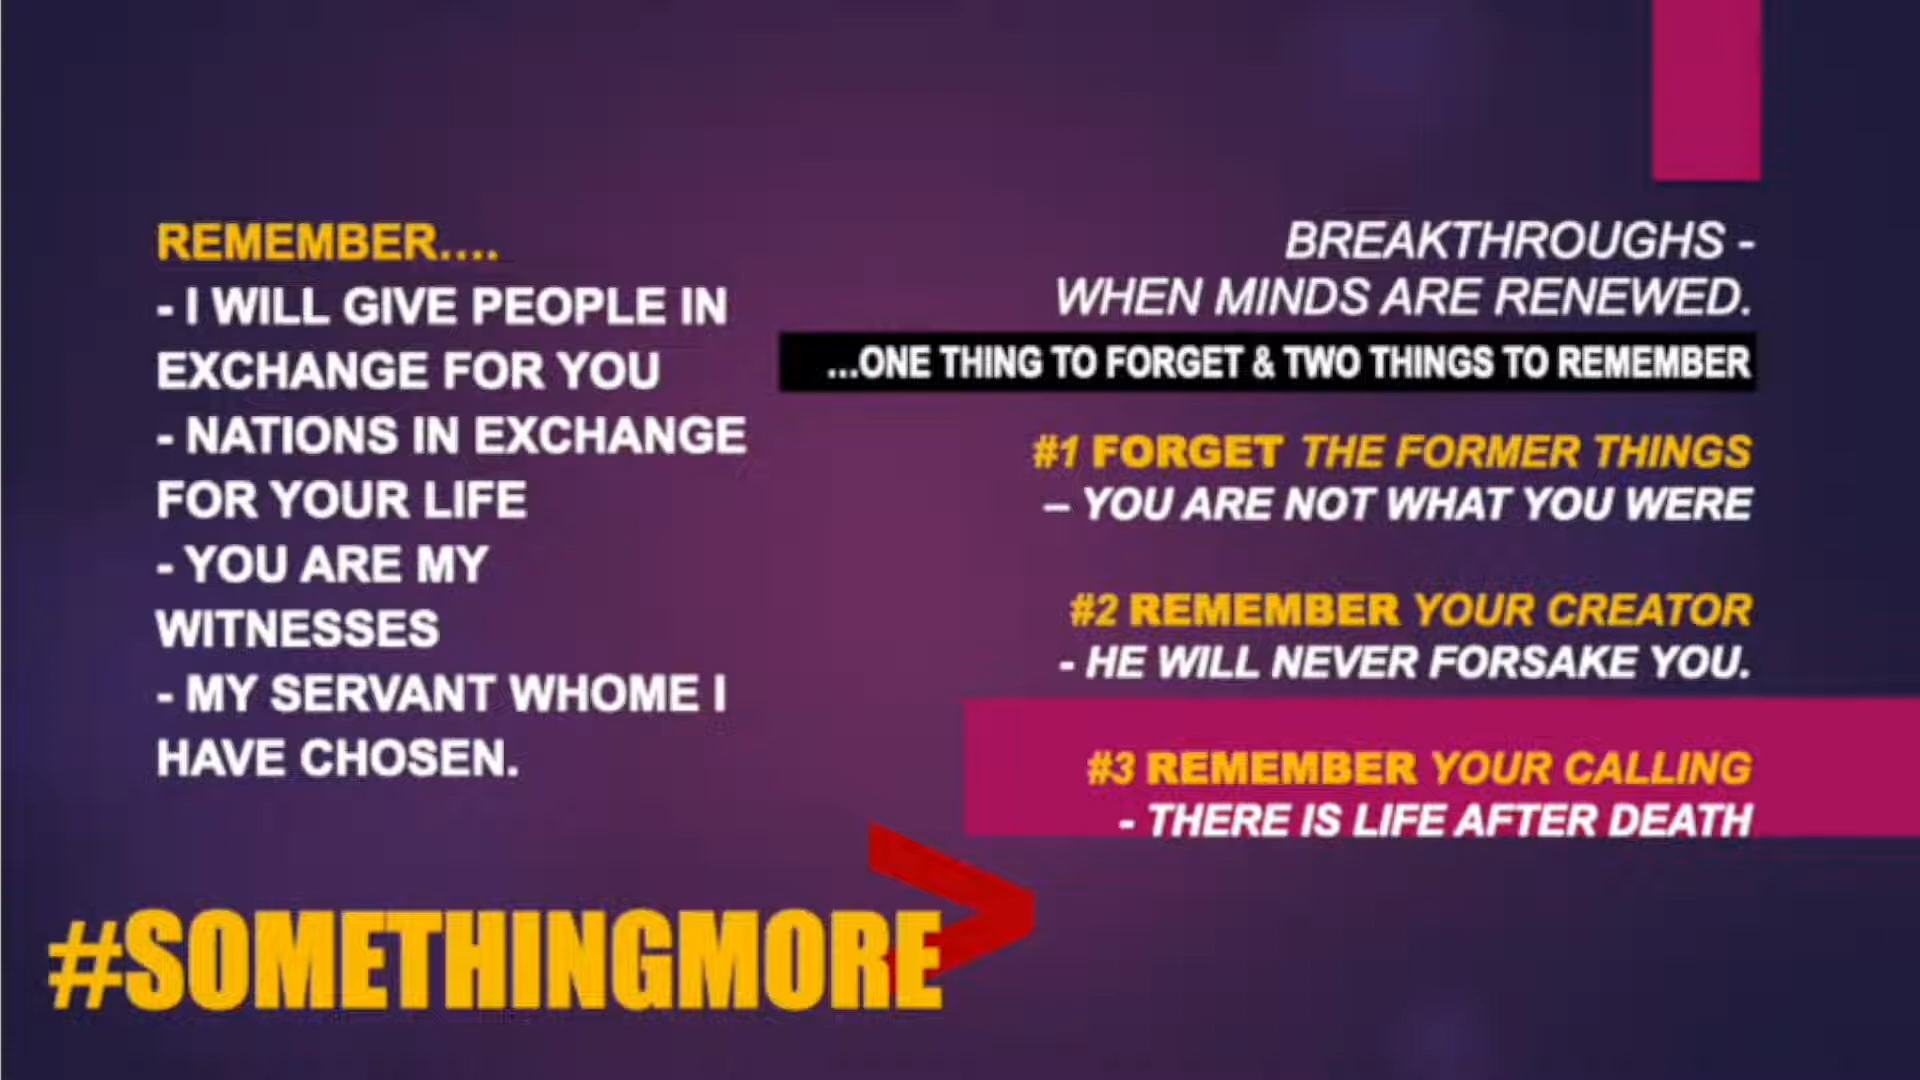 REMEMBER....
- I WILL GIVE PEOPLE IN
EXCHANGE FOR YOU
- NATIONS IN EXCHANGE
FOR YOUR LIFE
- YOU ARE MY
WITNESSES
- MY SERVANT WHOME I
HAVE CHOSEN.
BREAKTHROUGHS -
WHEN MINDS ARE RENEWED.
...ONE THING TO FORGET & TWO THINGS TO REMEMBER
#1 FORGET THE FORMER THINGS
– YOU ARE NOT WHAT YOU WERE
#2 REMEMBER YOUR CREATOR
- HE WILL NEVER FORSAKE YOU.
#3 REMEMBER YOUR CALLING
- THERE IS LIFE AFTER DEATH
>
#SOMETHINGMORE